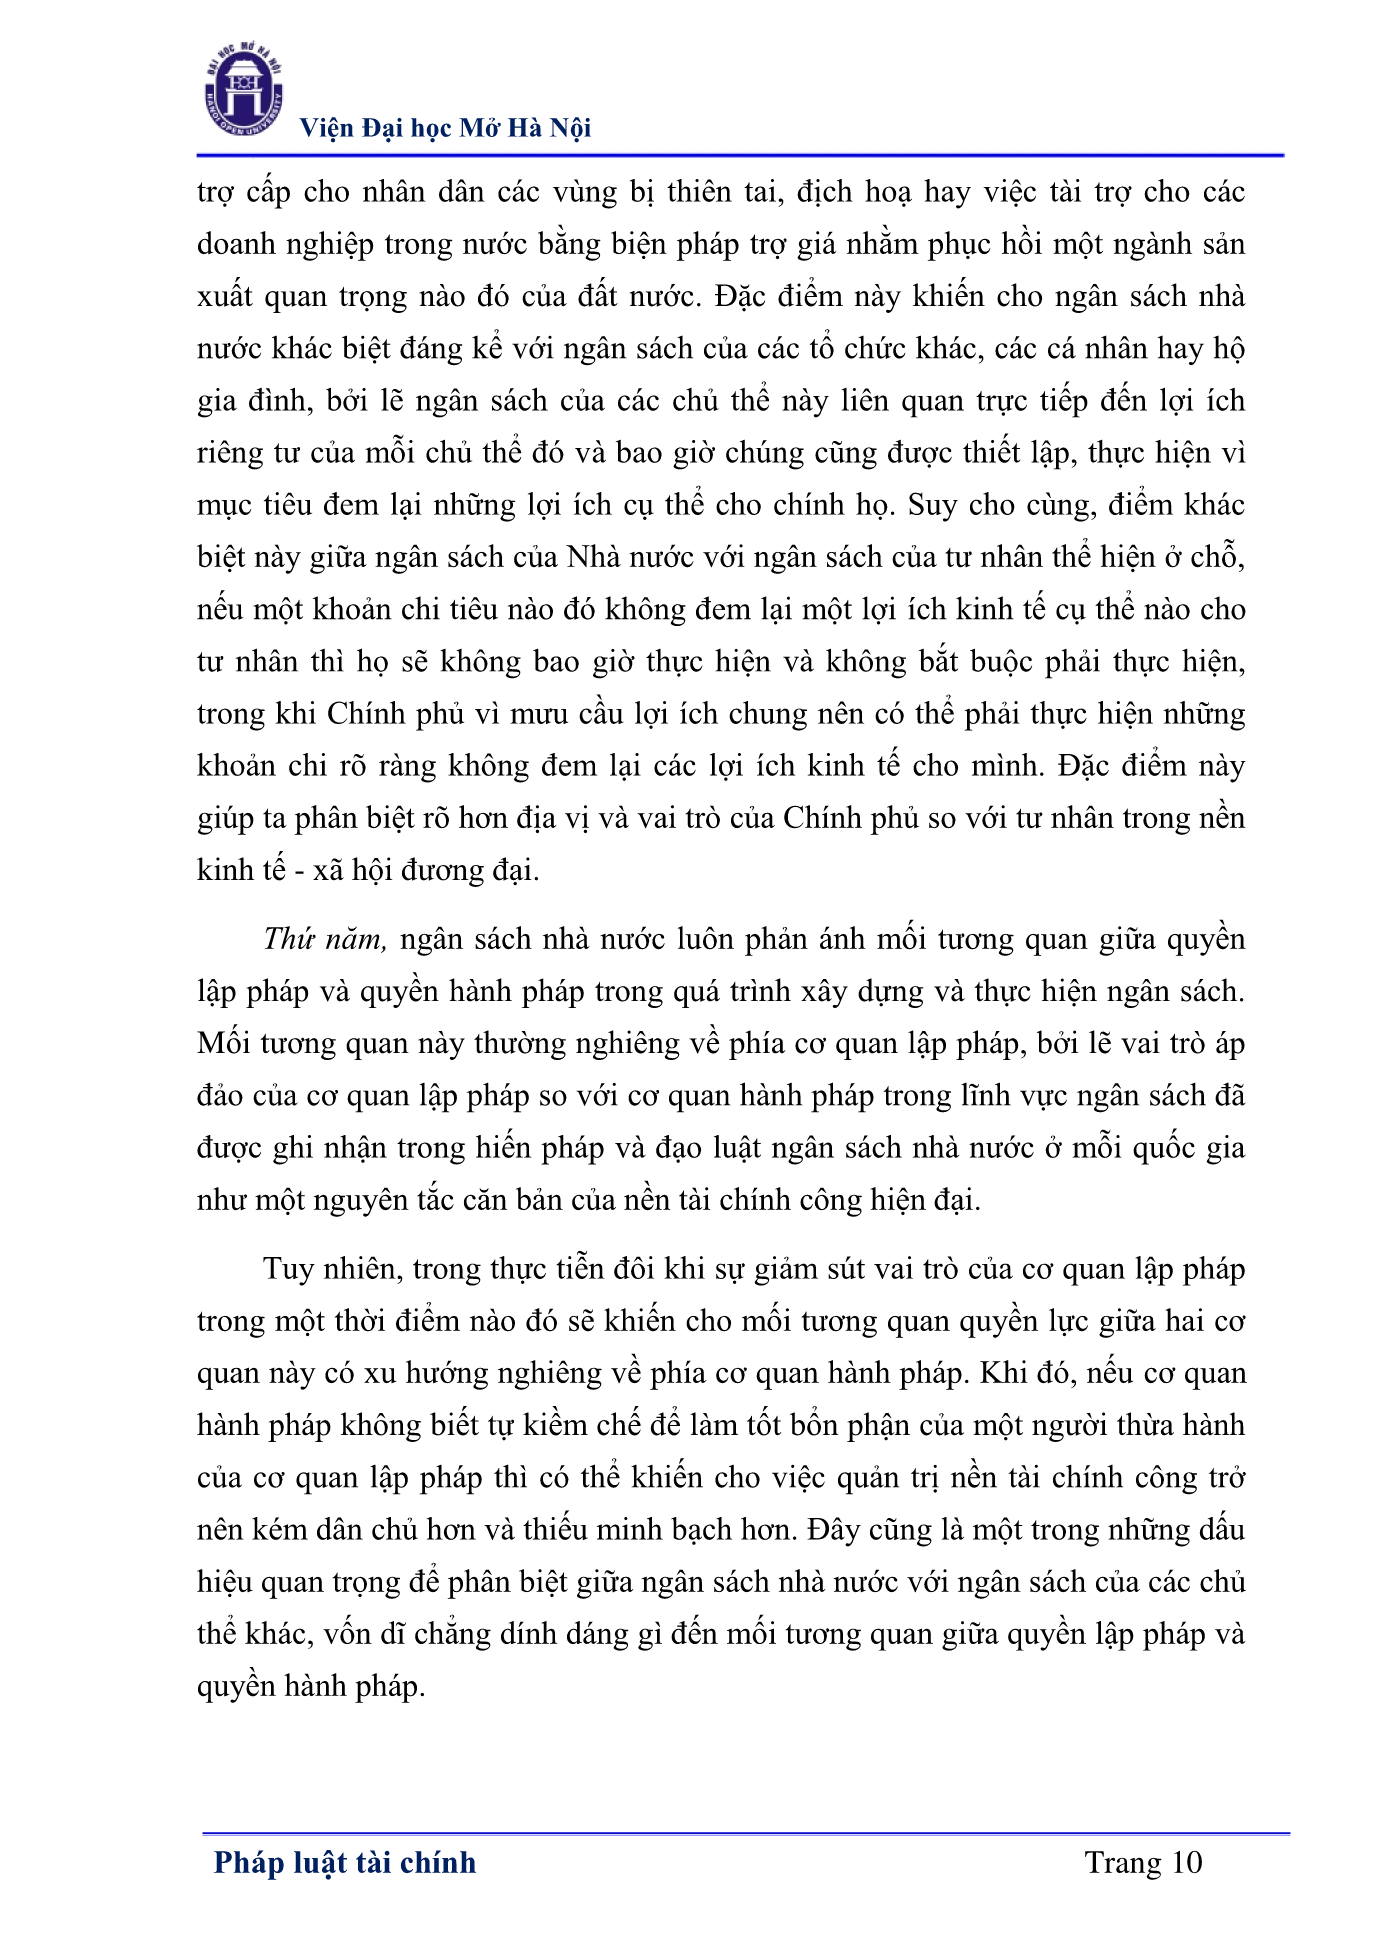 ĐẠI HỌC MỞ HÀ NỘI
HANOI OPEN UNIVERSITY
Viện Đại học Mở Hà Nội
trợ cấp cho nhân dân các vùng bị thiên tai, địch hoạ hay việc tài trợ cho các
doanh nghiệp trong nước bằng biện pháp trợ giá nhằm phục hồi một ngành sản
xuất quan trọng nào đó của đất nước. Đặc điểm này khiến cho ngân sách nhà
nước khác biệt đáng kể với ngân sách của các tổ chức khác, các cá nhân hay hộ
gia đình, bởi lẽ ngân sách của các chủ thể này liên quan trực tiếp đến lợi ích
riêng tư của mỗi chủ thể đó và bao giờ chúng cũng được thiết lập, thực hiện vì
mục tiêu đem lại những lợi ích cụ thể cho chính họ. Suy cho cùng, điểm khác
biệt này giữa ngân sách của Nhà nước với ngân sách của tư nhân thể hiện ở chỗ,
nếu một khoản chi tiêu nào đó không đem lại một lợi ích kinh tế cụ thể nào cho
tư nhân thì họ sẽ không bao giờ thực hiện và không bắt buộc phải thực hiện,
trong khi Chính phủ vì mưu cầu lợi ích chung nên có thể phải thực hiện những
khoản chi rõ ràng không đem lại các lợi ích kinh tế cho mình. Đặc điểm này
giúp ta phân biệt rõ hơn địa vị và vai trò của Chính phủ so với tư nhân trong nền
kinh tế - xã hội đương đại.
Thứ năm, ngân sách nhà nước luôn phản ánh mối tương quan giữa quyền
lập pháp và quyền hành pháp trong quá trình xây dựng và thực hiện ngân sách.
Mối tương quan này thường nghiêng về phía cơ quan lập pháp, bởi lẽ vai trò áp
đảo của cơ quan lập pháp so với cơ quan hành pháp trong lĩnh vực ngân sách đã
được ghi nhận trong hiến pháp và đạo luật ngân sách nhà nước ở mỗi quốc gia
như một nguyên tắc căn bản của nền tài chính công hiện đại.
Tuy nhiên, trong thực tiễn đôi khi sự giảm sút vai trò của cơ quan lập pháp
trong một thời điểm nào đó sẽ khiến cho mối tương quan quyền lực giữa hai cơ
quan này có xu hướng nghiêng về phía cơ quan hành pháp. Khi đó, nếu cơ quan
hành pháp không biết tự kiềm chế để làm tốt bổn phận của một người thừa hành
của cơ quan lập pháp thì có thể khiến cho việc quản trị nền tài chính công trở
nên kém dân chủ hơn và thiếu minh bạch hơn. Đây cũng là một trong những dấu
hiệu quan trọng để phân biệt giữa ngân sách nhà nước với ngân sách của các chủ
thể khác, vốn dĩ chẳng dính dáng gì đến mối tương quan giữa quyền lập pháp và
quyền hành pháp.
Pháp luật tài chính
Trang 10